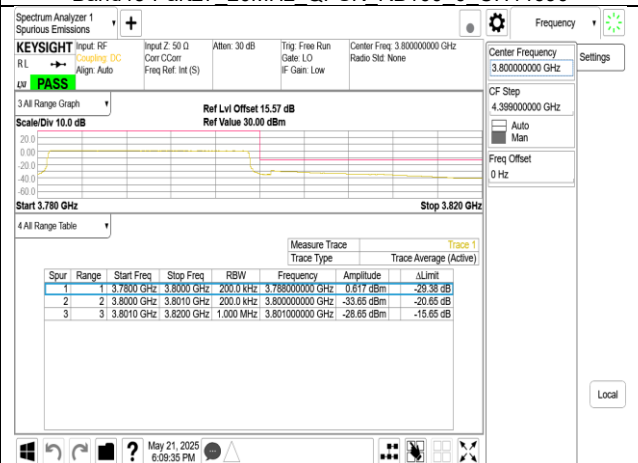 Spectrum Analyzer 1
Spurious Emissions
Frequency
KEYSIGHT
RL
LXI
PASS
Input: RF
Coupling: DC
Align: Auto
Input Z: 50 Ω
Corr CCorr
Freq Ref: Int (S)
Atten: 30 dB
Trig: Free Run
Gate: LO
IF Gain: Low
Center Freq: 3.800000000 GHz
Radio Std: None
Center Frequency
3.800000000 GHz
Settings
CF Step
4.399000000 GHz
Auto
Man
Freq Offset
0 Hz
3 All Range Graph
Scale/Div 10.0 dB
Ref Lvl Offset 15.57 dB
Ref Value 30.00 dBm
20.0
0.00
-20.0
-40.0
-60.0
Start 3.780 GHz
Stop 3.820 GHz
4 All Range Table
Measure Trace Trace 1
Trace Type Trace Average (Active)
Spur Range Start Freq Stop Freq RBW Frequency Amplitude ΔLimit
1 1 3.7800 GHz 3.8000 GHz 200.0 kHz 3.788000000 GHz 0.617 dBm -29.38 dB
2 2 3.8000 GHz 3.8010 GHz 200.0 kHz 3.800000000 GHz -33.65 dBm -20.65 dB
3 3 3.8010 GHz 3.8200 GHz 1.000 MHz 3.801000000 GHz -28.65 dBm -15.65 dB
Local
?
May 21, 2025
6:09:35 PM